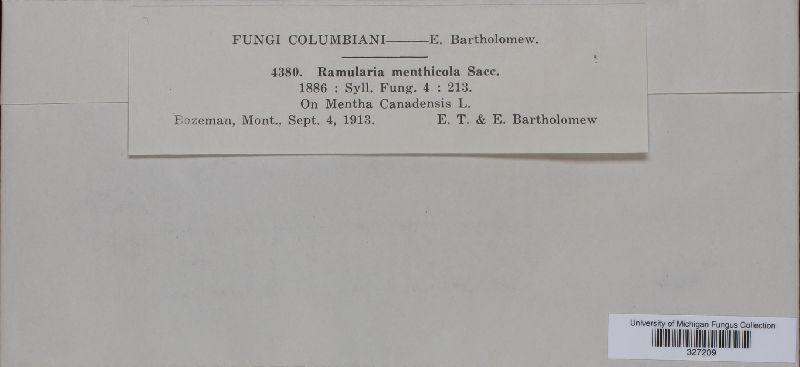 FUNGI COLUMBIANI——E. Bartholomew.
4380. Ramularia menthicola Sacc.
1886 : Syll. Fung. 4 : 213.
On Mentha Canadensis L.
Bozeman, Mont., Sept. 4, 1913. E. T. & E. Bartholomew
University of Michigan Fungus Collection
327209